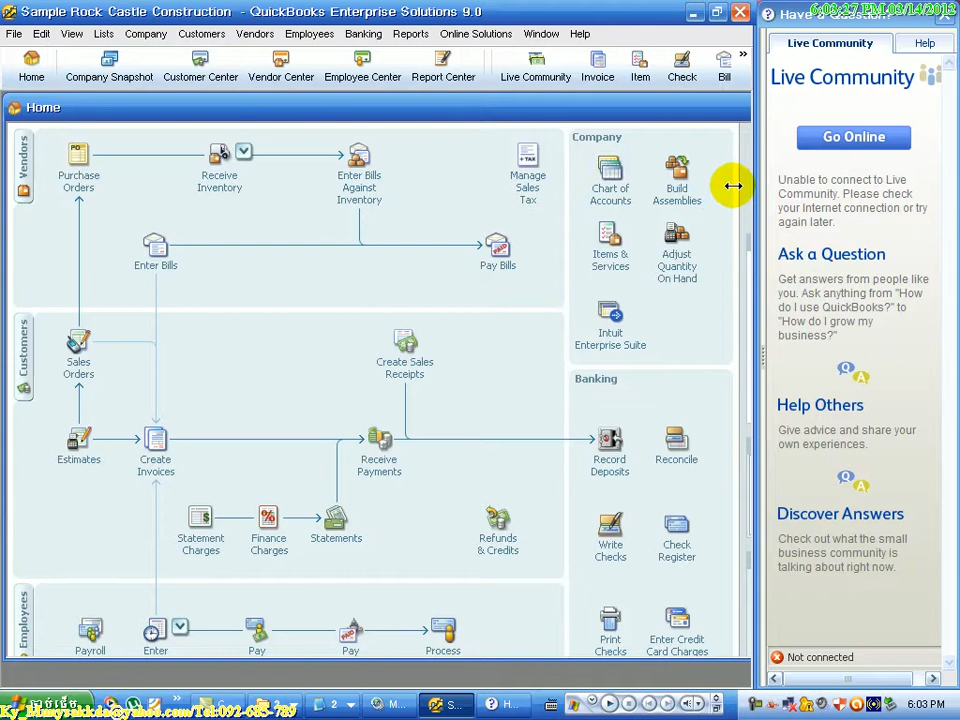 Sample Rock Castle Construction - QuickBooks Enterprise Solutions 9.0
6:03:27 PM 03/14/2012
File Edit View Lists Company Customers Vendors Employees Banking Reports Online Solutions Window Help
Home Company Snapshot Customer Center Vendor Center Employee Center Report Center Live Community Invoice Item Check Bill »
Home
Vendors
Purchase Orders
Receive Inventory
Enter Bills Against Inventory
Manage Sales Tax
Enter Bills
Pay Bills
Customers
Sales Orders
Create Sales Receipts
Estimates
Create Invoices
Receive Payments
Statement Charges
Finance Charges
Statements
Refunds & Credits
Employees
Payroll
Enter
Pay
Pay
Process
Company
Chart of Accounts
Build Assemblies
Items & Services
Adjust Quantity On Hand
Intuit Enterprise Suite
Banking
Record Deposits
Reconcile
Write Checks
Check Register
Print Checks
Enter Credit Card Charges
Have a Question?
Live Community Help
Live Community
Go Online
Unable to connect to Live
Community. Please check
your Internet connection or try
again later.
Ask a Question
Get answers from people like
you. Ask anything from "How
do I use QuickBooks?" to
"How do I grow my
business?"
Help Others
Give advice and share your
own experiences.
Discover Answers
Check out what the small
business community is
talking about right now.
Not connected
2 M... S... H... 6:03 PM